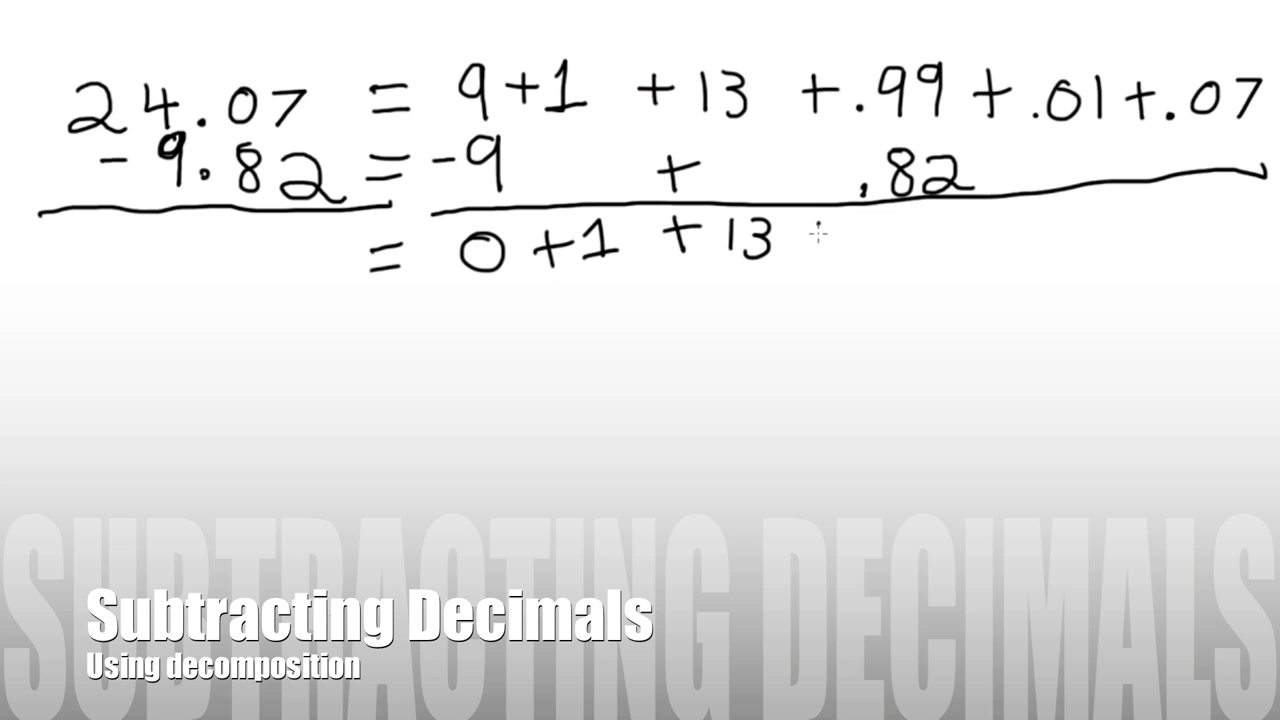 24.07 = 9+1 +13 +.99+.01+.07
-9.82 =-9 + .82
= 0+1 +13
SUBTRACTING DECIMALS
Subtracting Decimals
Using decomposition